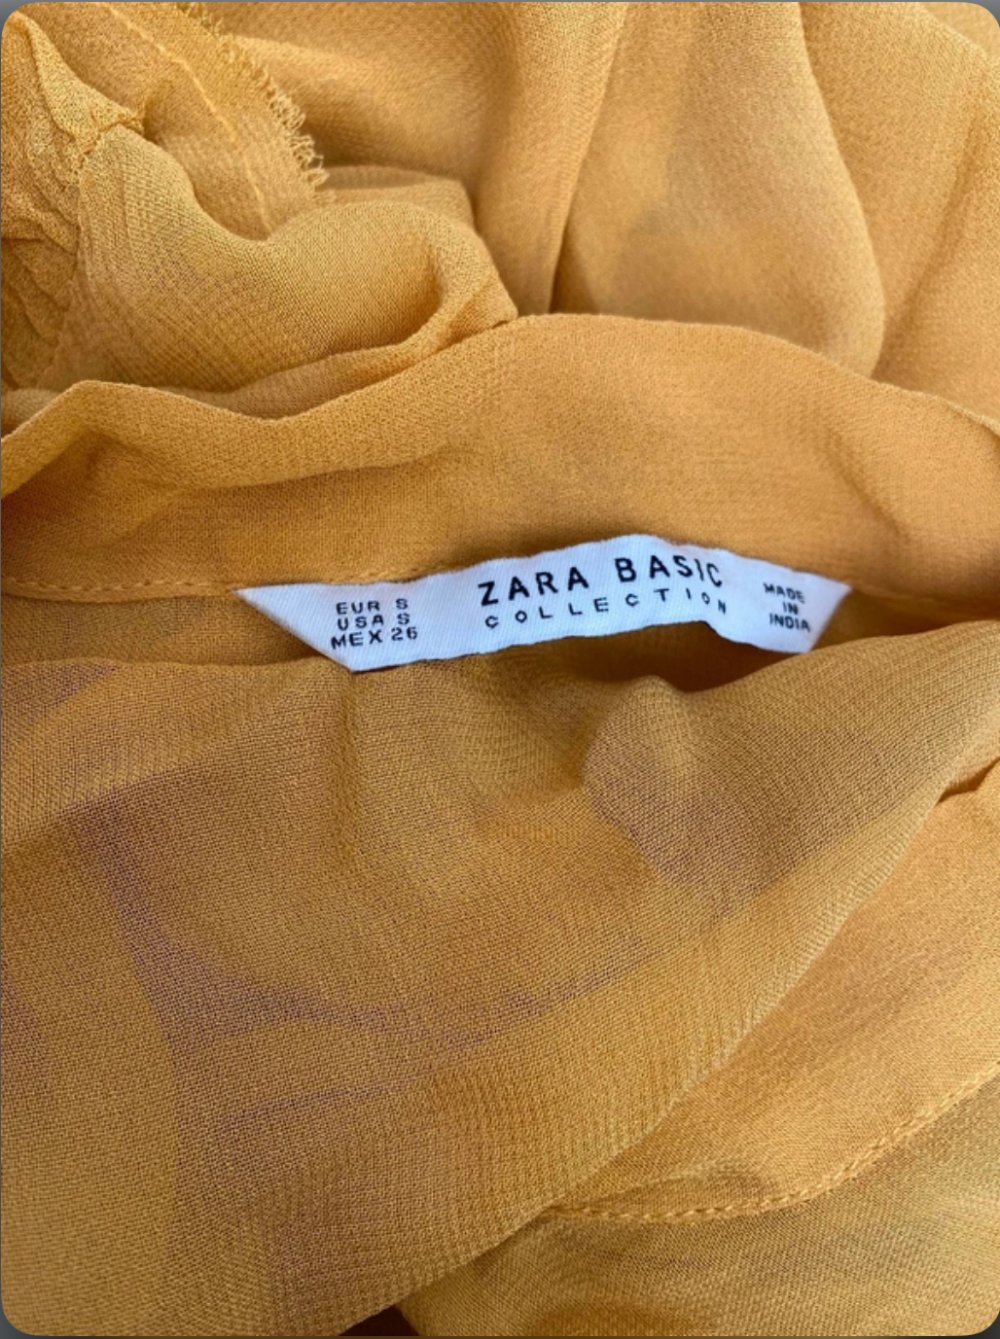 EUR S
USA S
MEX 26
ZARA BASIC
COLLECTION
MADE
IN
INDIA